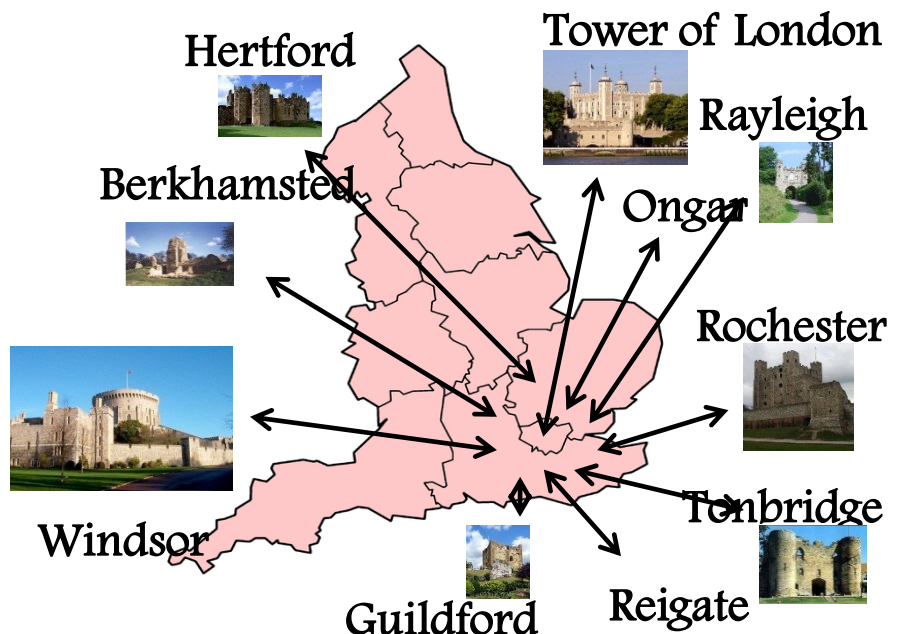 Tower of London
Hertford
Rayleigh
Berkhamsted
Ongar
Rochester
Tonbridge
Windsor
Reigate
Guildford